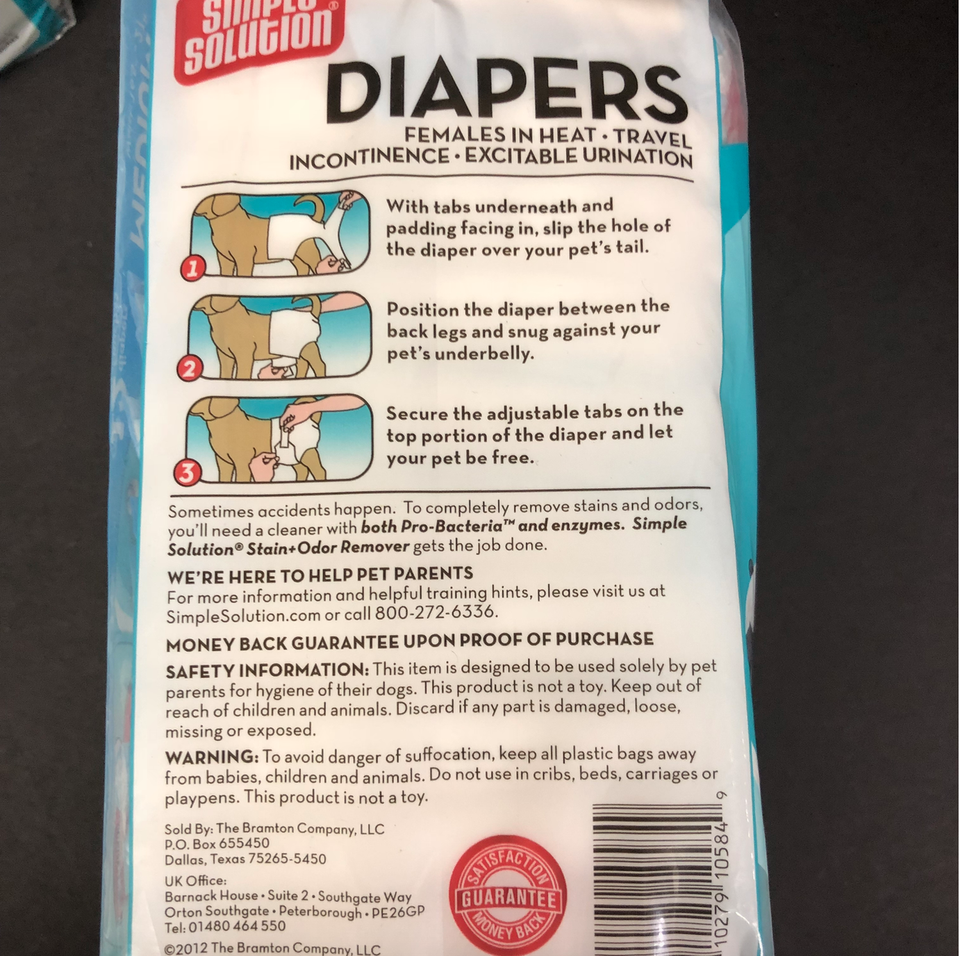 SIMPLE
SOLUTION®
DIAPERS
FEMALES IN HEAT • TRAVEL
INCONTINENCE • EXCITABLE URINATION
1
With tabs underneath and
padding facing in, slip the hole of
the diaper over your pet's tail.
2
Position the diaper between the
back legs and snug against your
pet's underbelly.
3
Secure the adjustable tabs on the
top portion of the diaper and let
your pet be free.
Sometimes accidents happen. To completely remove stains and odors,
you'll need a cleaner with both Pro-Bacteria™ and enzymes. Simple
Solution® Stain+Odor Remover gets the job done.
WE'RE HERE TO HELP PET PARENTS
For more information and helpful training hints, please visit us at
SimpleSolution.com or call 800-272-6336.
MONEY BACK GUARANTEE UPON PROOF OF PURCHASE
SAFETY INFORMATION: This item is designed to be used solely by pet
parents for hygiene of their dogs. This product is not a toy. Keep out of
reach of children and animals. Discard if any part is damaged, loose,
missing or exposed.
WARNING: To avoid danger of suffocation, keep all plastic bags away
from babies, children and animals. Do not use in cribs, beds, carriages or
playpens. This product is not a toy.
Sold By: The Bramton Company, LLC
P.O. Box 655450
Dallas, Texas 75265-5450
UK Office:
Barnack House • Suite 2 • Southgate Way
Orton Southgate • Peterborough • PE26GP
Tel: 01480 464 550
©2012 The Bramton Company, LLC
SATISFACTION
GUARANTEE
MONEY BACK
10279 10584 9
MEDIUM